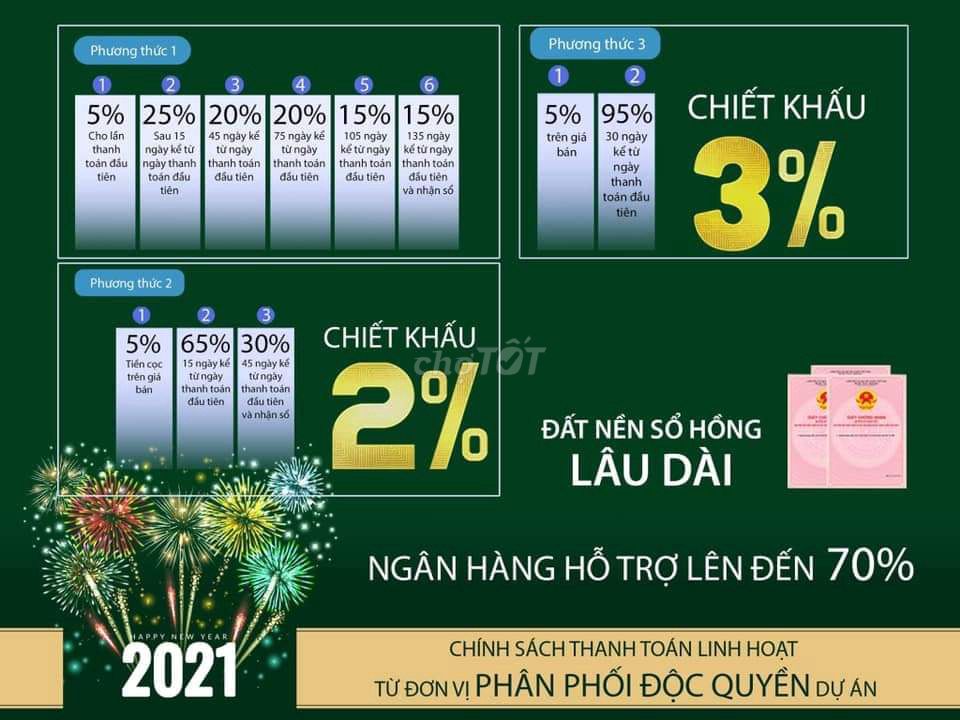 Phương thức 1
1
5%
Cho lần
thanh
toán đầu
tiên
2
25%
Sau 15
ngày kể từ
ngày thanh
toán đầu
tiên
3
20%
45 ngày kể
từ ngày
thanh toán
đầu tiên
4
20%
75 ngày kể
từ ngày
thanh toán
đầu tiên
5
15%
105 ngày
kể từ ngày
thanh toán
đầu tiên
6
15%
135 ngày
kể từ ngày
thanh toán
đầu tiên
và nhận sổ
Phương thức 3
1
5%
trên giá
bán
2
95%
30 ngày
kể từ
ngày
thanh
toán đầu
tiên
CHIẾT KHẤU
3%
Phương thức 2
1
5%
Tiền cọc
trên giá
bán
2
65%
15 ngày kể
từ ngày
thanh toán
đầu tiên
3
30%
45 ngày kể
từ ngày
thanh toán
đầu tiên
và nhận sổ
CHIẾT KHẤU
2%
chợTỐT
ĐẤT NỀN SỔ HỒNG
LÂU DÀI
GIẤY CHỨNG NHẬN
NGÂN HÀNG HỖ TRỢ LÊN ĐẾN 70%
HAPPY NEW YEAR
2021
CHÍNH SÁCH THANH TOÁN LINH HOẠT
TỪ ĐƠN VỊ PHÂN PHỐI ĐỘC QUYỀN DỰ ÁN